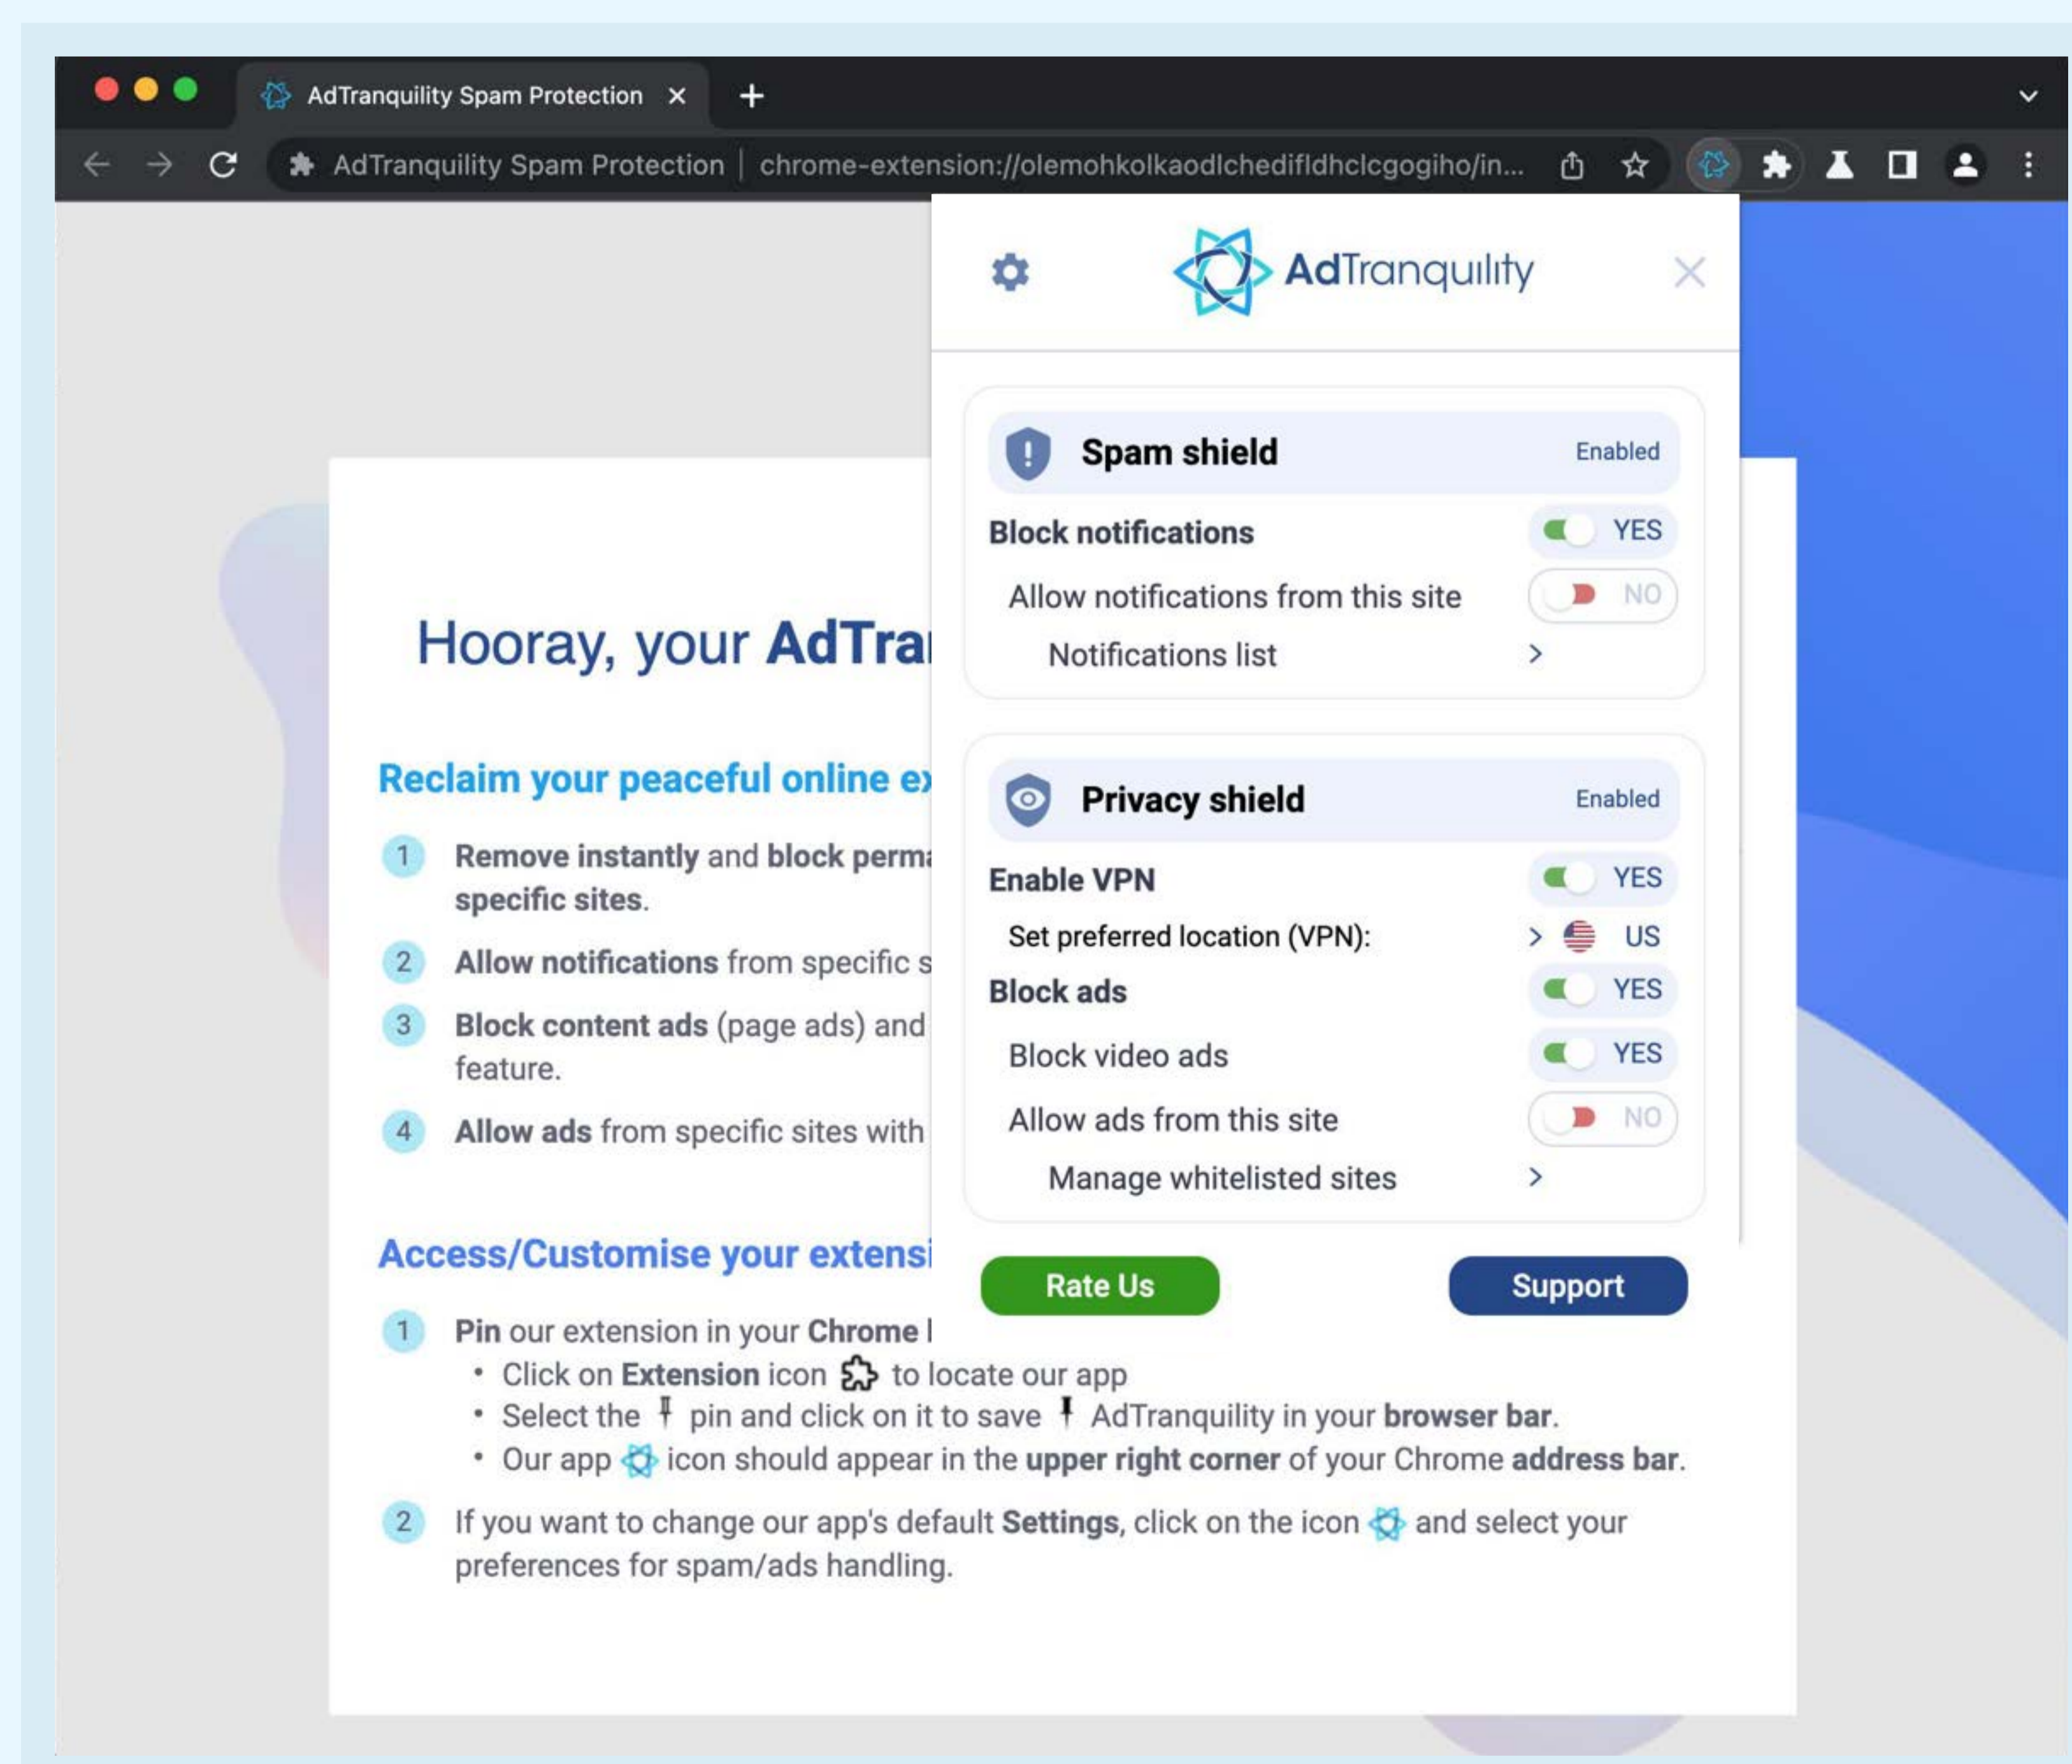 AdTranquility Spam Protection
AdTranquility Spam Protection | chrome-extension://olemohkolkaodlchedifldhclcgogiho/in...
AdTranquility
Spam shield Enabled
Block notifications YES
Allow notifications from this site NO
Notifications list >
Privacy shield Enabled
Enable VPN YES
Set preferred location (VPN): > US
Block ads YES
Block video ads YES
Allow ads from this site NO
Manage whitelisted sites >
Rate Us Support
Hooray, your AdTra
Reclaim your peaceful online
1 Remove instantly and block
specific sites.
2 Allow notifications from specific
3 Block content ads (page ads) and
feature.
4 Allow ads from specific sites with
Access/Customise your extensi
1 Pin our extension in your Chrome
• Click on Extension icon to locate our app
• Select the pin and click on it to save AdTranquility in your browser bar.
• Our app icon should appear in the upper right corner of your Chrome address bar.
2 If you want to change our app's default Settings, click on the icon and select your
preferences for spam/ads handling.